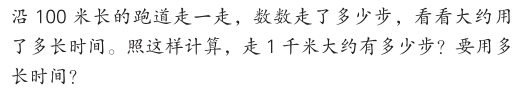 沿 100 米长的跑道走一走，数数走了多少步，看看大约用
了多长时间。照这样计算，走 1 千米大约有多少步？要用多
长时间？